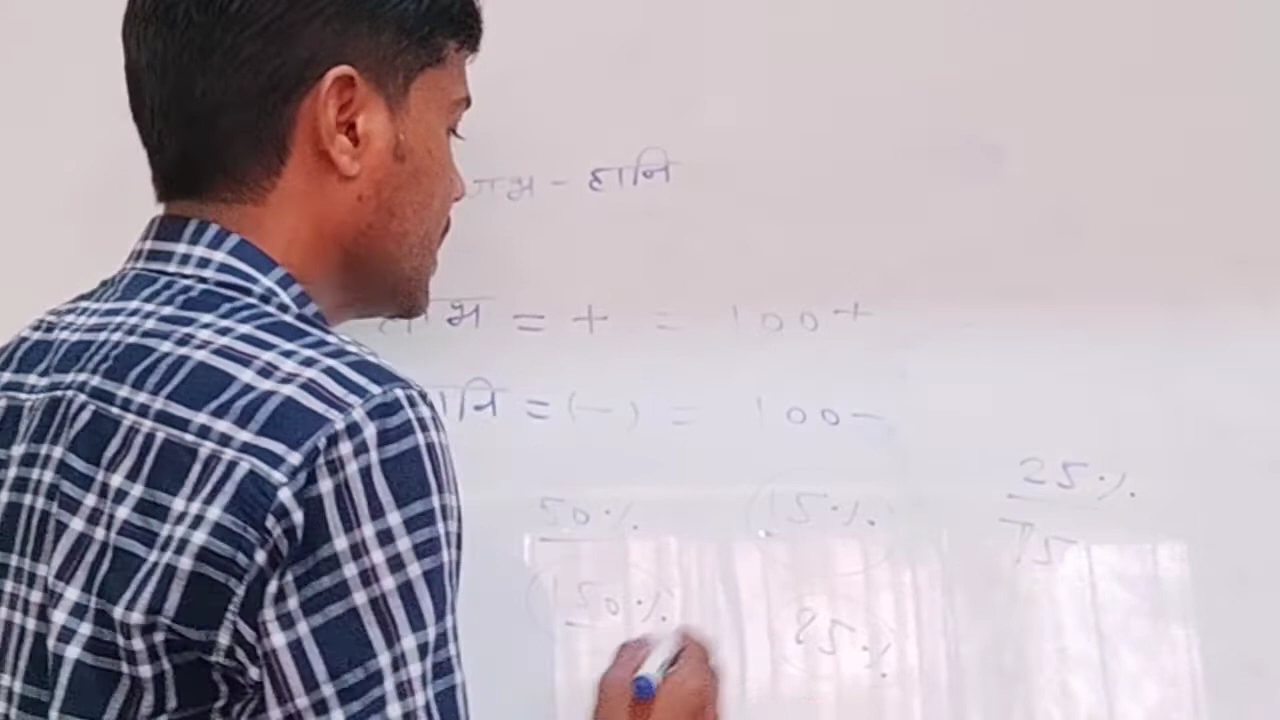 लाभ - हानि
लाभ = + = 100+
हानि = (-) = 100-
50% (15% 25%
(150% 85% 75